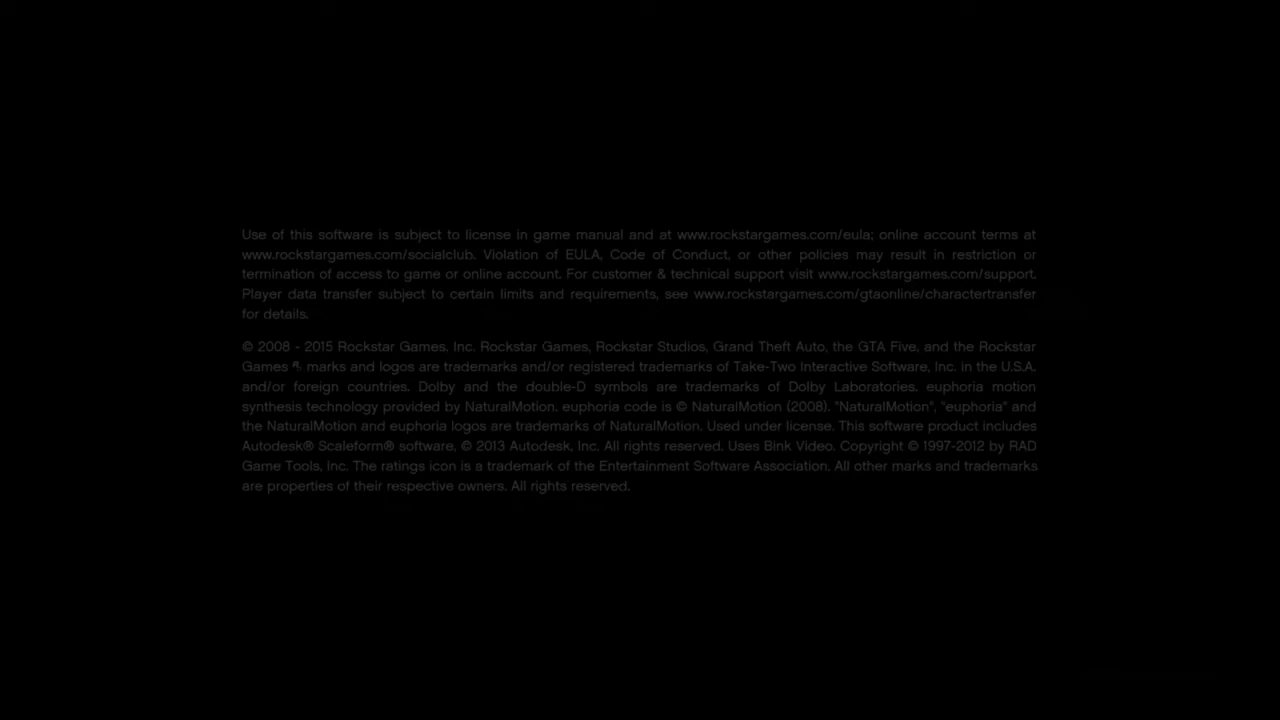 Use of this software is subject to license in game manual and at www.rockstargames.com/eula; online account terms at
www.rockstargames.com/socialclub. Violation of EULA, Code of Conduct, or other policies may result in restriction or
termination of access to game or online account. For customer & technical support visit www.rockstargames.com/support.
Player data transfer subject to certain limits and requirements, see www.rockstargames.com/gtaonline/charactertransfer
for details.
© 2008 - 2015 Rockstar Games, Inc. Rockstar Games, Rockstar Studios, Grand Theft Auto, the GTA Five, and the Rockstar
Games R* marks and logos are trademarks and/or registered trademarks of Take-Two Interactive Software, Inc. in the U.S.A.
and/or foreign countries. Dolby and the double-D symbols are trademarks of Dolby Laboratories. euphoria motion
synthesis technology provided by NaturalMotion. euphoria code is © NaturalMotion (2008). "NaturalMotion", "euphoria" and
the NaturalMotion and euphoria logos are trademarks of NaturalMotion. Used under license. This software product includes
Autodesk® Scaleform® software, © 2013 Autodesk, Inc. All rights reserved. Uses Bink Video. Copyright © 1997-2012 by RAD
Game Tools, Inc. The ratings icon is a trademark of the Entertainment Software Association. All other marks and trademarks
are properties of their respective owners. All rights reserved.